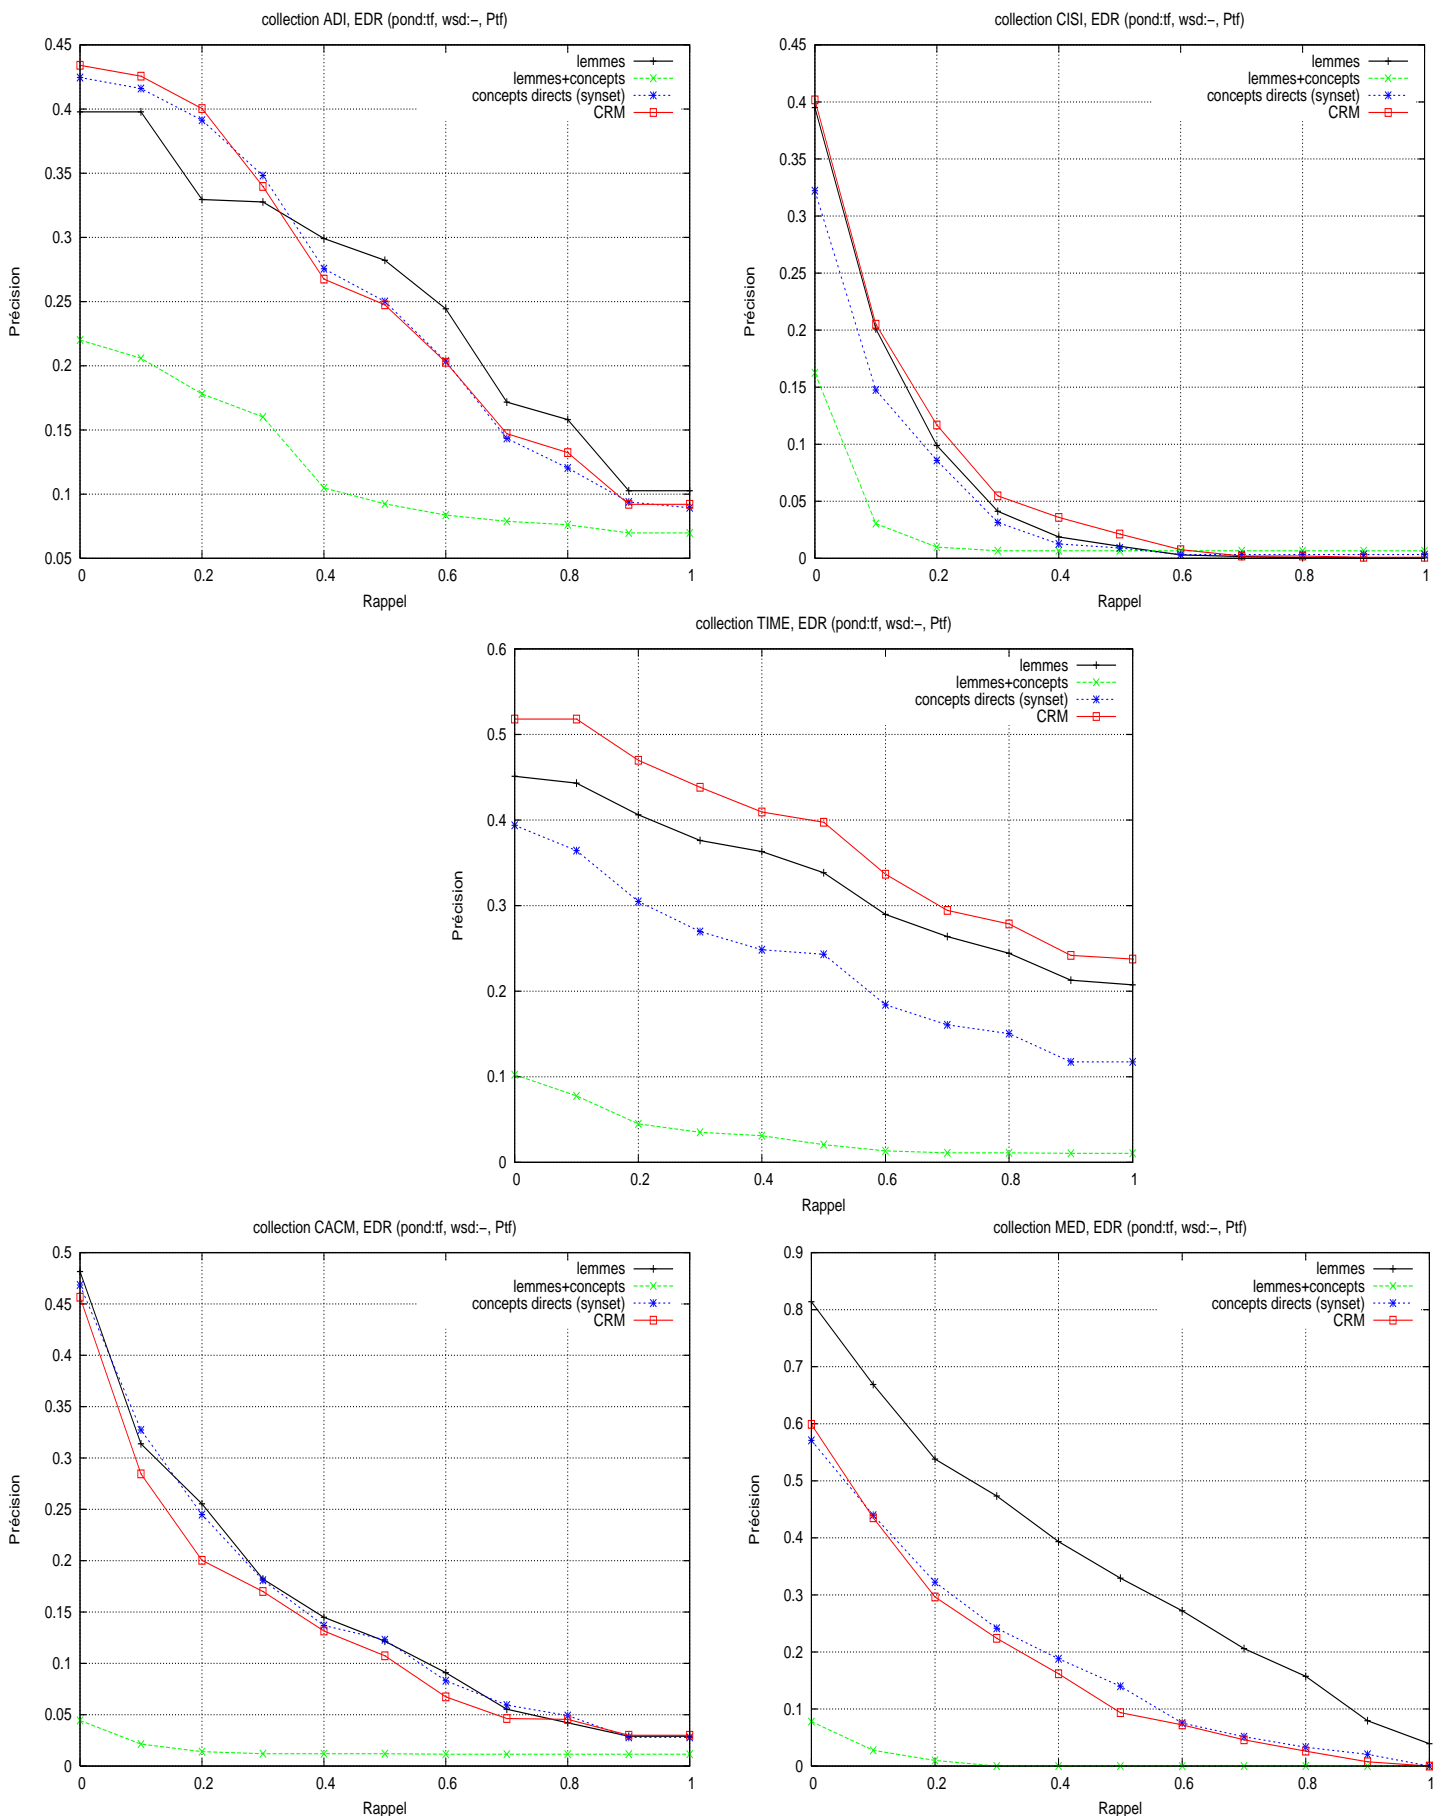 collection ADI, EDR (pond:tf, wsd:−, Ptf)
0.45
0.4
0.35
0.3
0.25
0.2
0.15
0.1
0.05
lemmes
lemmes+concepts
concepts directs (synset)
CRM
Précision
0 0.2 0.4 0.6 0.8 1
Rappel
collection CISI, EDR (pond:tf, wsd:−, Ptf)
0.45
0.4
0.35
0.3
0.25
0.2
0.15
0.1
0.05
0
lemmes
lemmes+concepts
concepts directs (synset)
CRM
Précision
0 0.2 0.4 0.6 0.8 1
Rappel
collection TIME, EDR (pond:tf, wsd:−, Ptf)
0.6
0.5
0.4
0.3
0.2
0.1
0
lemmes
lemmes+concepts
concepts directs (synset)
CRM
Précision
0 0.2 0.4 0.6 0.8 1
Rappel
collection CACM, EDR (pond:tf, wsd:−, Ptf)
0.5
0.45
0.4
0.35
0.3
0.25
0.2
0.15
0.1
0.05
0
lemmes
lemmes+concepts
concepts directs (synset)
CRM
Précision
0 0.2 0.4 0.6 0.8 1
Rappel
collection MED, EDR (pond:tf, wsd:−, Ptf)
0.9
0.8
0.7
0.6
0.5
0.4
0.3
0.2
0.1
0
lemmes
lemmes+concepts
concepts directs (synset)
CRM
Précision
0 0.2 0.4 0.6 0.8 1
Rappel